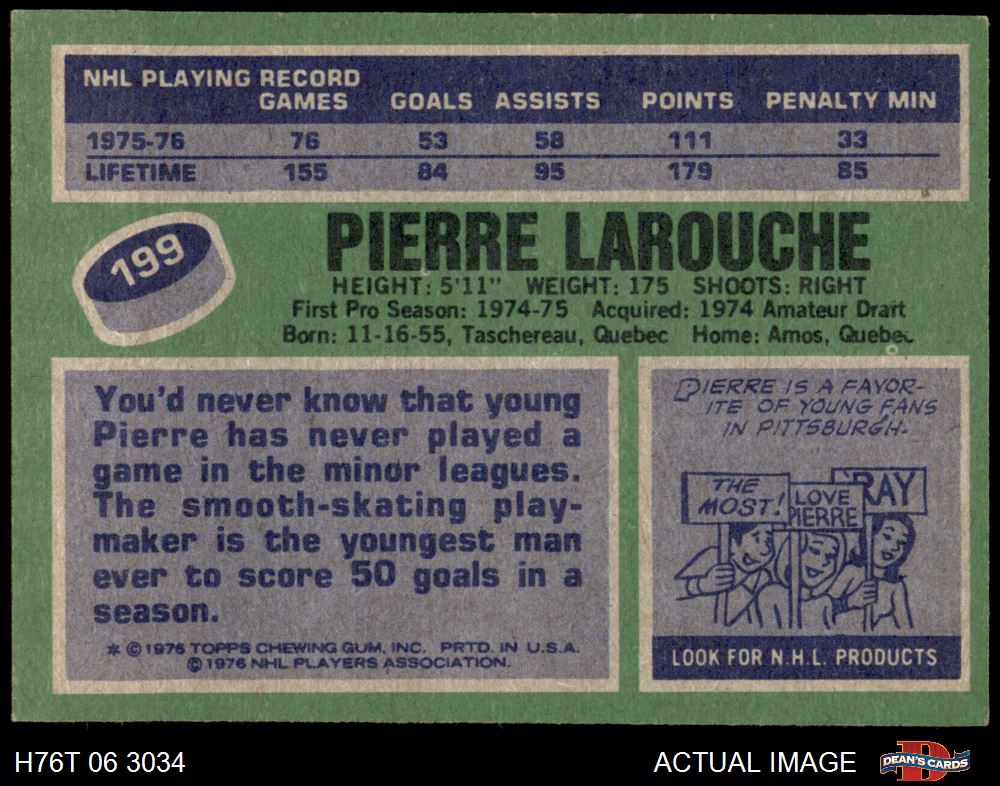 NHL PLAYING RECORD
GAMES GOALS ASSISTS POINTS PENALTY MIN
1975-76 76 53 58 111 33
LIFETIME 155 84 95 179 85
199
PIERRE LAROUCHE
HEIGHT: 5'11" WEIGHT: 175 SHOOTS: RIGHT
First Pro Season: 1974-75 Acquired: 1974 Amateur Draft
Born: 11-16-55, Taschereau, Quebec Home: Amos, Quebec
You'd never know that young
Pierre has never played a
game in the minor leagues.
The smooth-skating play-
maker is the youngest man
ever to score 50 goals in a
season.
* © 1976 TOPPS CHEWING GUM, INC. PRTD. IN U.S.A.
© 1976 NHL PLAYERS ASSOCIATION.
PIERRE IS A FAVOR-
ITE OF YOUNG FANS
IN PITTSBURGH.
THE
MOST!
LOVE
PIERRE
RAY
LOOK FOR N.H.L. PRODUCTS
H76T 06 3034 ACTUAL IMAGE
D
DEAN'S CARDS